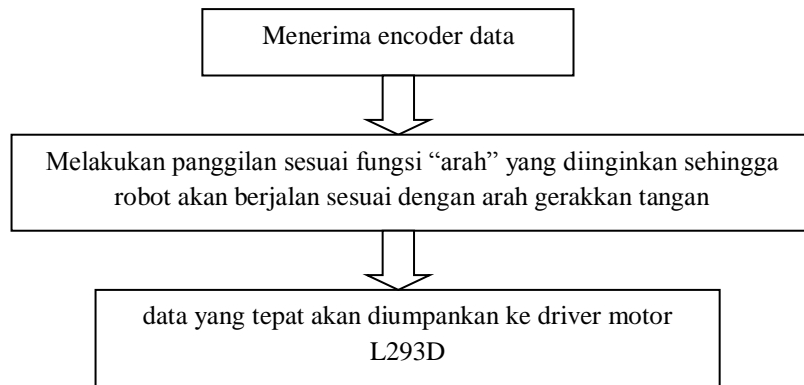 Menerima encoder data
Melakukan panggilan sesuai fungsi “arah” yang diinginkan sehingga
robot akan berjalan sesuai dengan arah gerakkan tangan
data yang tepat akan diumpankan ke driver motor
L293D